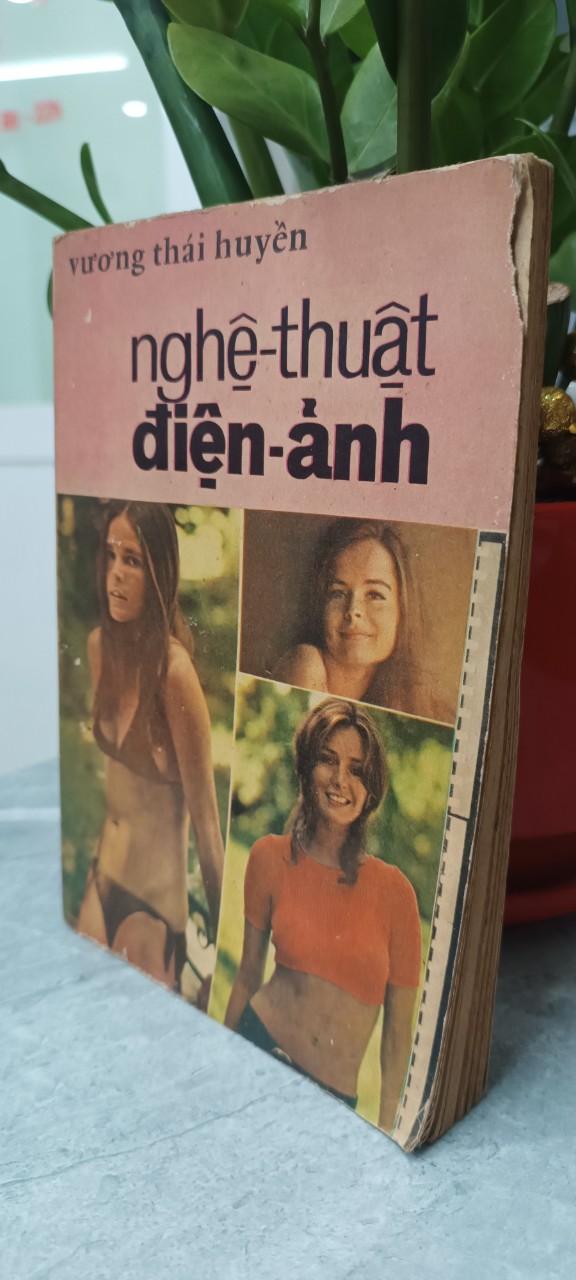 vương thái huyền
nghệ-thuật
điện-ảnh